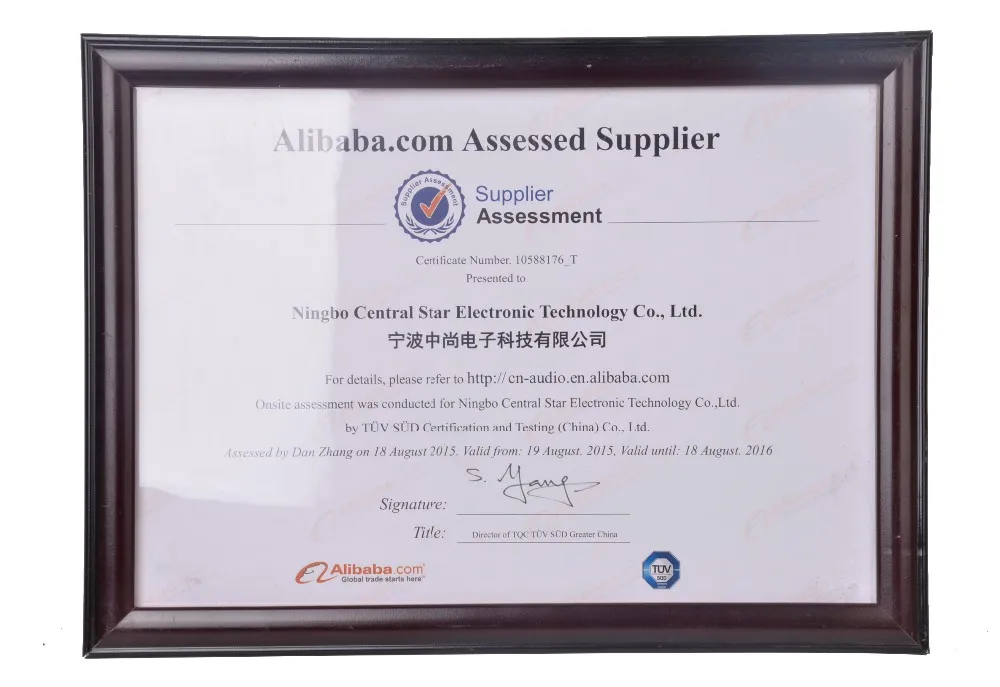 Alibaba.com Assessed Supplier
Supplier Assessment
Supplier
Assessment
Certificate Number. 10588176_T
Presented to
Ningbo Central Star Electronic Technology Co., Ltd.
宁波中尚电子科技有限公司
For details, please refer to http://cn-audio.en.alibaba.com
Onsite assessment was conducted for Ningbo Central Star Electronic Technology Co.,Ltd.
by TÜV SÜD Certification and Testing (China) Co., Ltd.
Assessed by Dan Zhang on 18 August 2015. Valid from: 19 August. 2015, Valid until: 18 August. 2016
S. Yang
Signature:
Title: Director of TQC TÜV SÜD Greater China
Alibaba.com®
Global trade starts here™
TÜV
SÜD